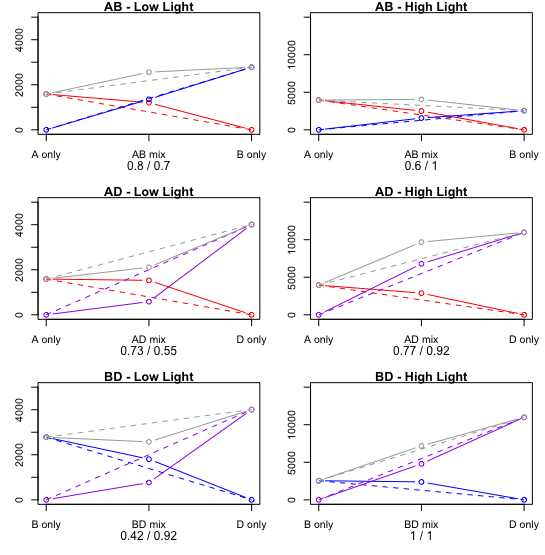 AB - Low Light
0 2000 4000
A only AB mix B only
0.8 / 0.7
AB - High Light
0 5000 10000
A only AB mix B only
0.6 / 1
AD - Low Light
0 2000 4000
A only AD mix D only
0.73 / 0.55
AD - High Light
0 5000 10000
A only AD mix D only
0.77 / 0.92
BD - Low Light
0 2000 4000
B only BD mix D only
0.42 / 0.92
BD - High Light
0 5000 10000
B only BD mix D only
1 / 1